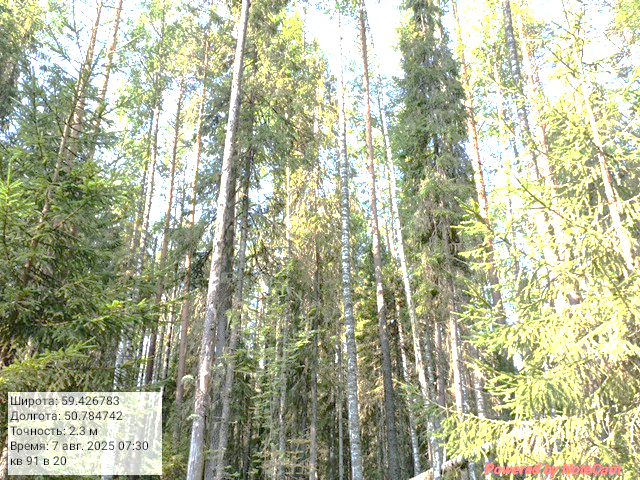 Широта: 59.426783
Долгота: 50.784742
Точность: 2.3 м
Время: 7 авг. 2025 07:30
кв 91 в 20
Powered by NoteCam